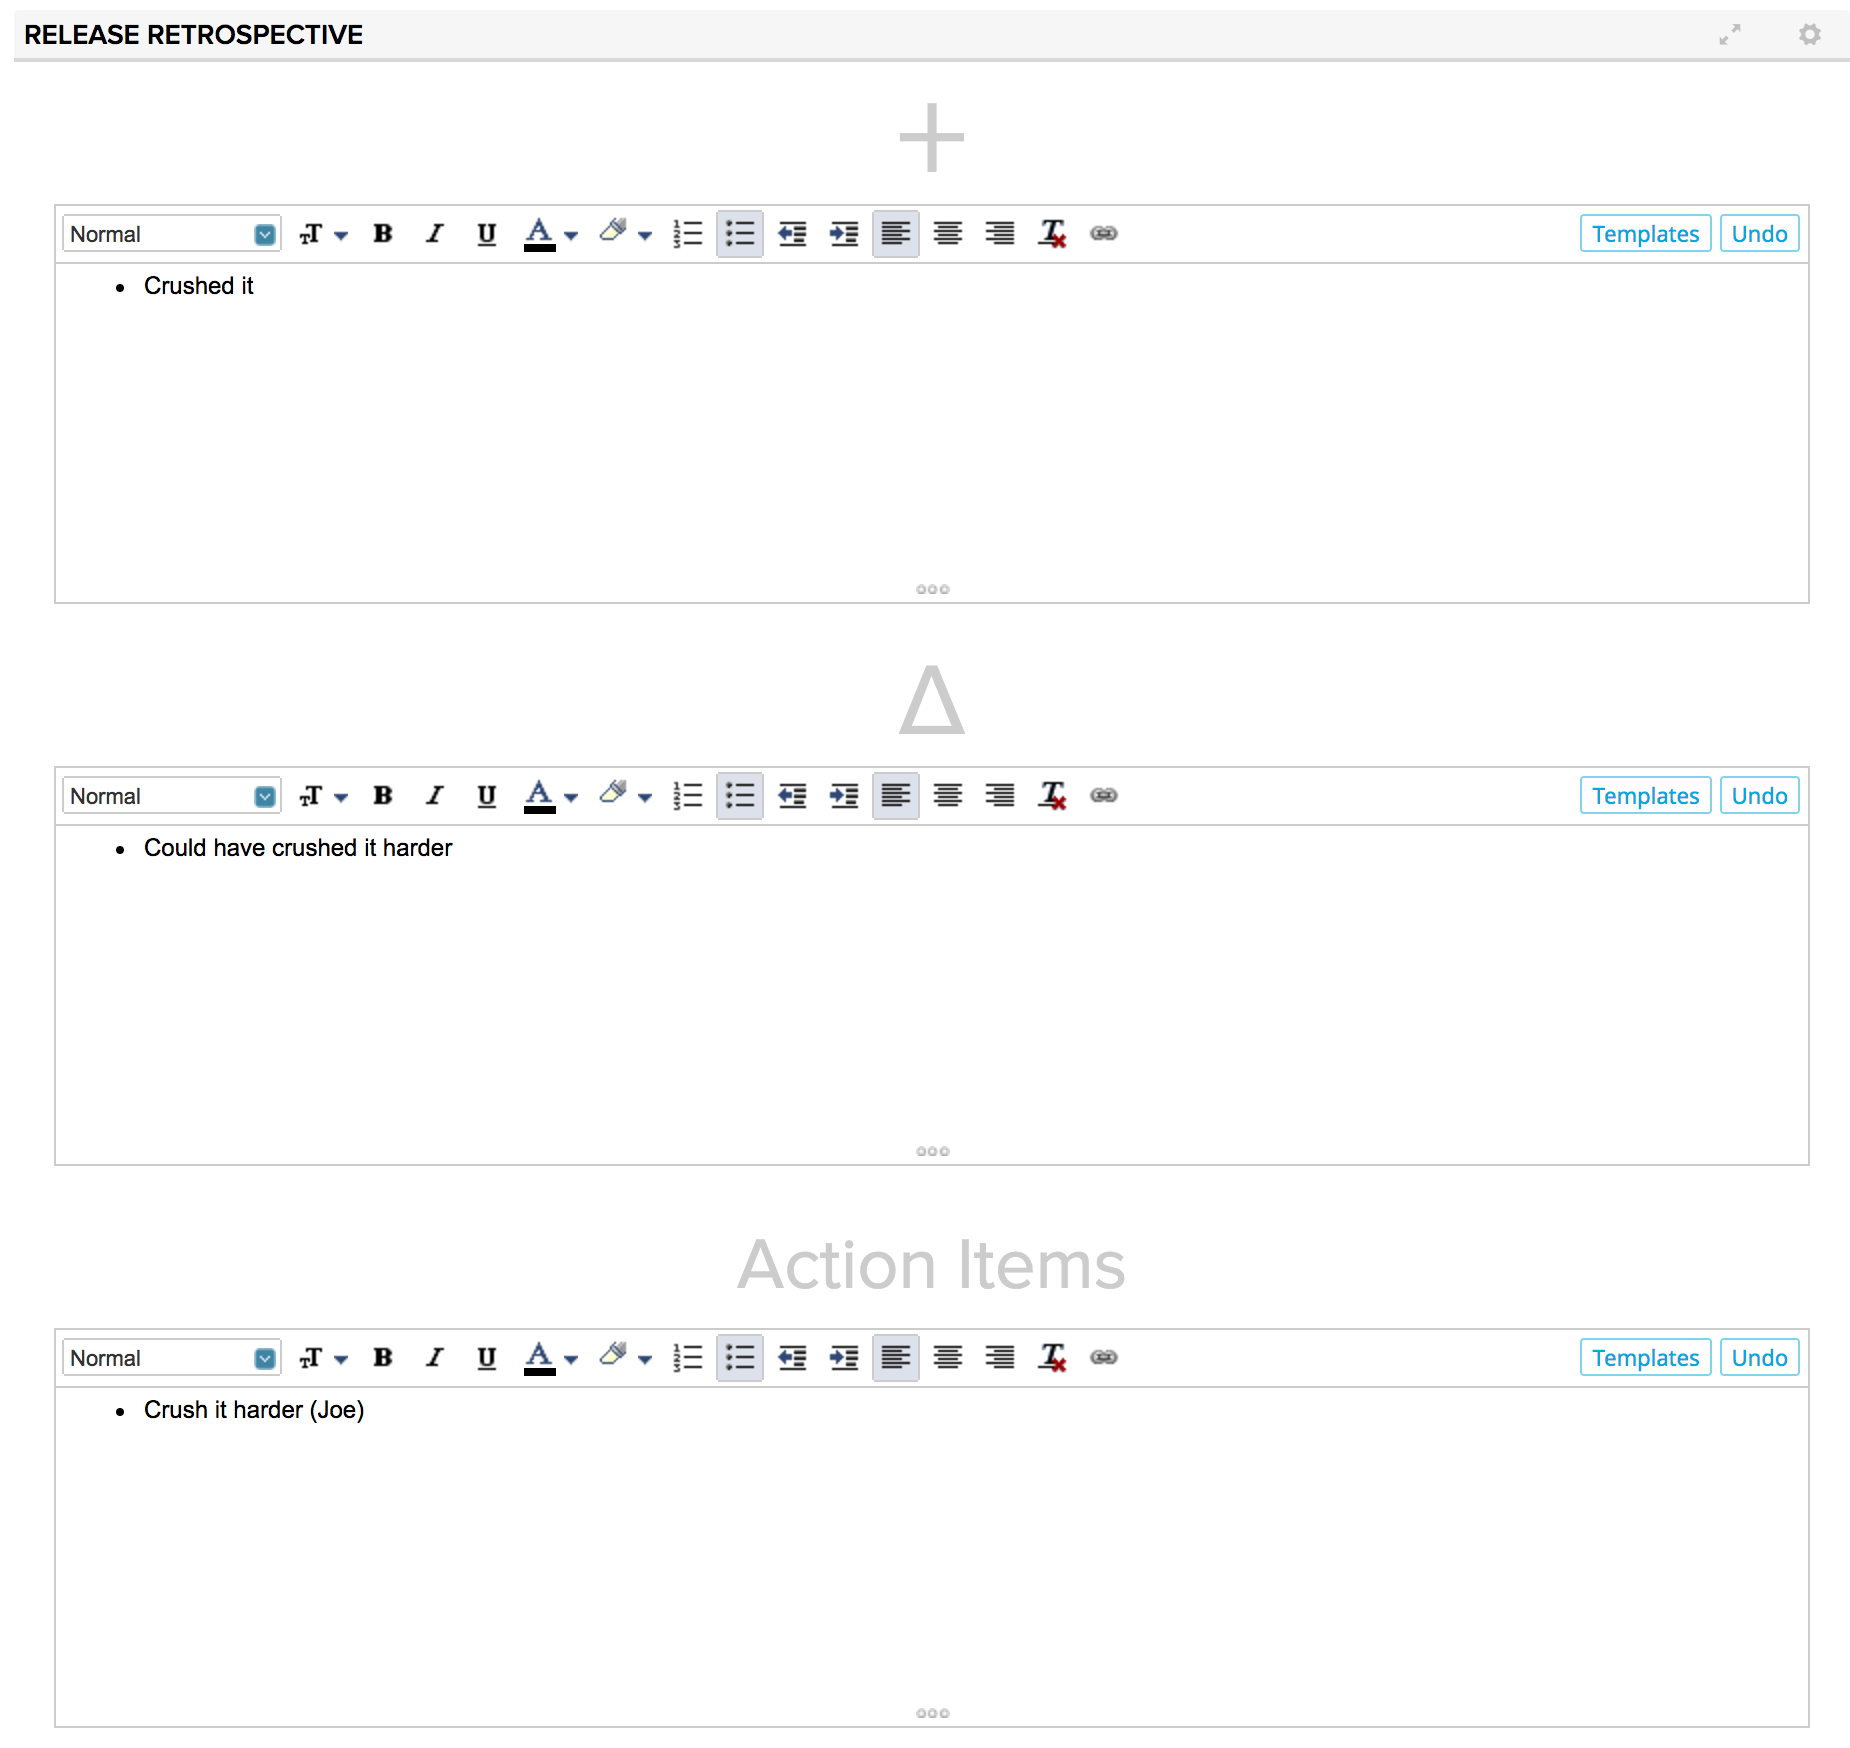 RELEASE RETROSPECTIVE
+
Normal T B I U A Templates Undo
• Crushed it
Δ
Normal T B I U A Templates Undo
• Could have crushed it harder
Action Items
Normal T B I U A Templates Undo
• Crush it harder (Joe)